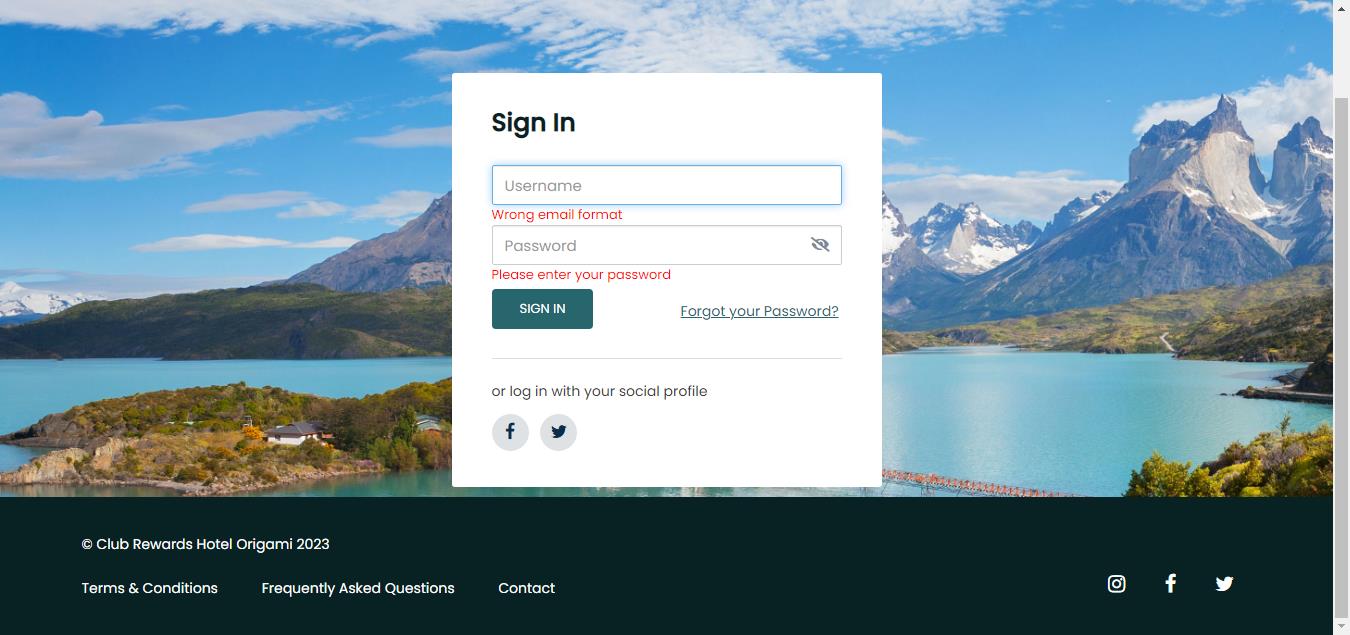 Sign In
Username
Wrong email format
Password
Please enter your password
SIGN IN
Forgot your Password?
or log in with your social profile
© Club Rewards Hotel Origami 2023
Terms & Conditions Frequently Asked Questions Contact